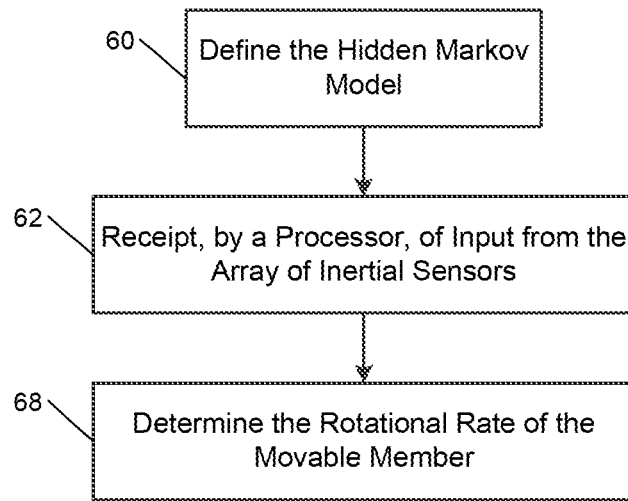 60
Define the Hidden Markov
Model
62
Receipt, by a Processor, of Input from the
Array of Inertial Sensors
68
Determine the Rotational Rate of the
Movable Member